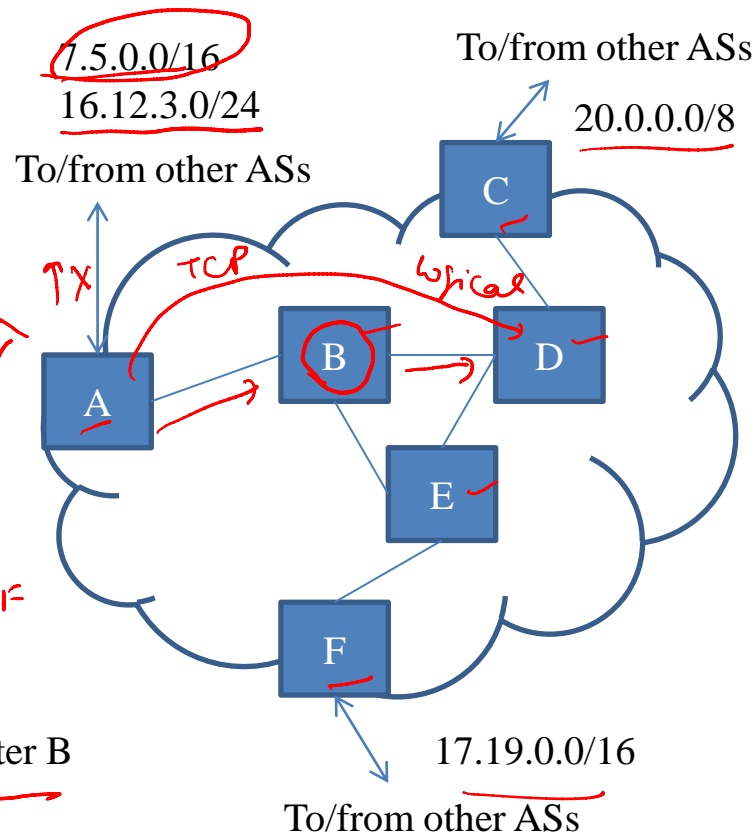 7.5.0.0/16
16.12.3.0/24
To/from other ASs
To/from other ASs
20.0.0.0/8
C
X
TCP
logical
A
B
D
E
F
F
ter B
17.19.0.0/16
To/from other ASs